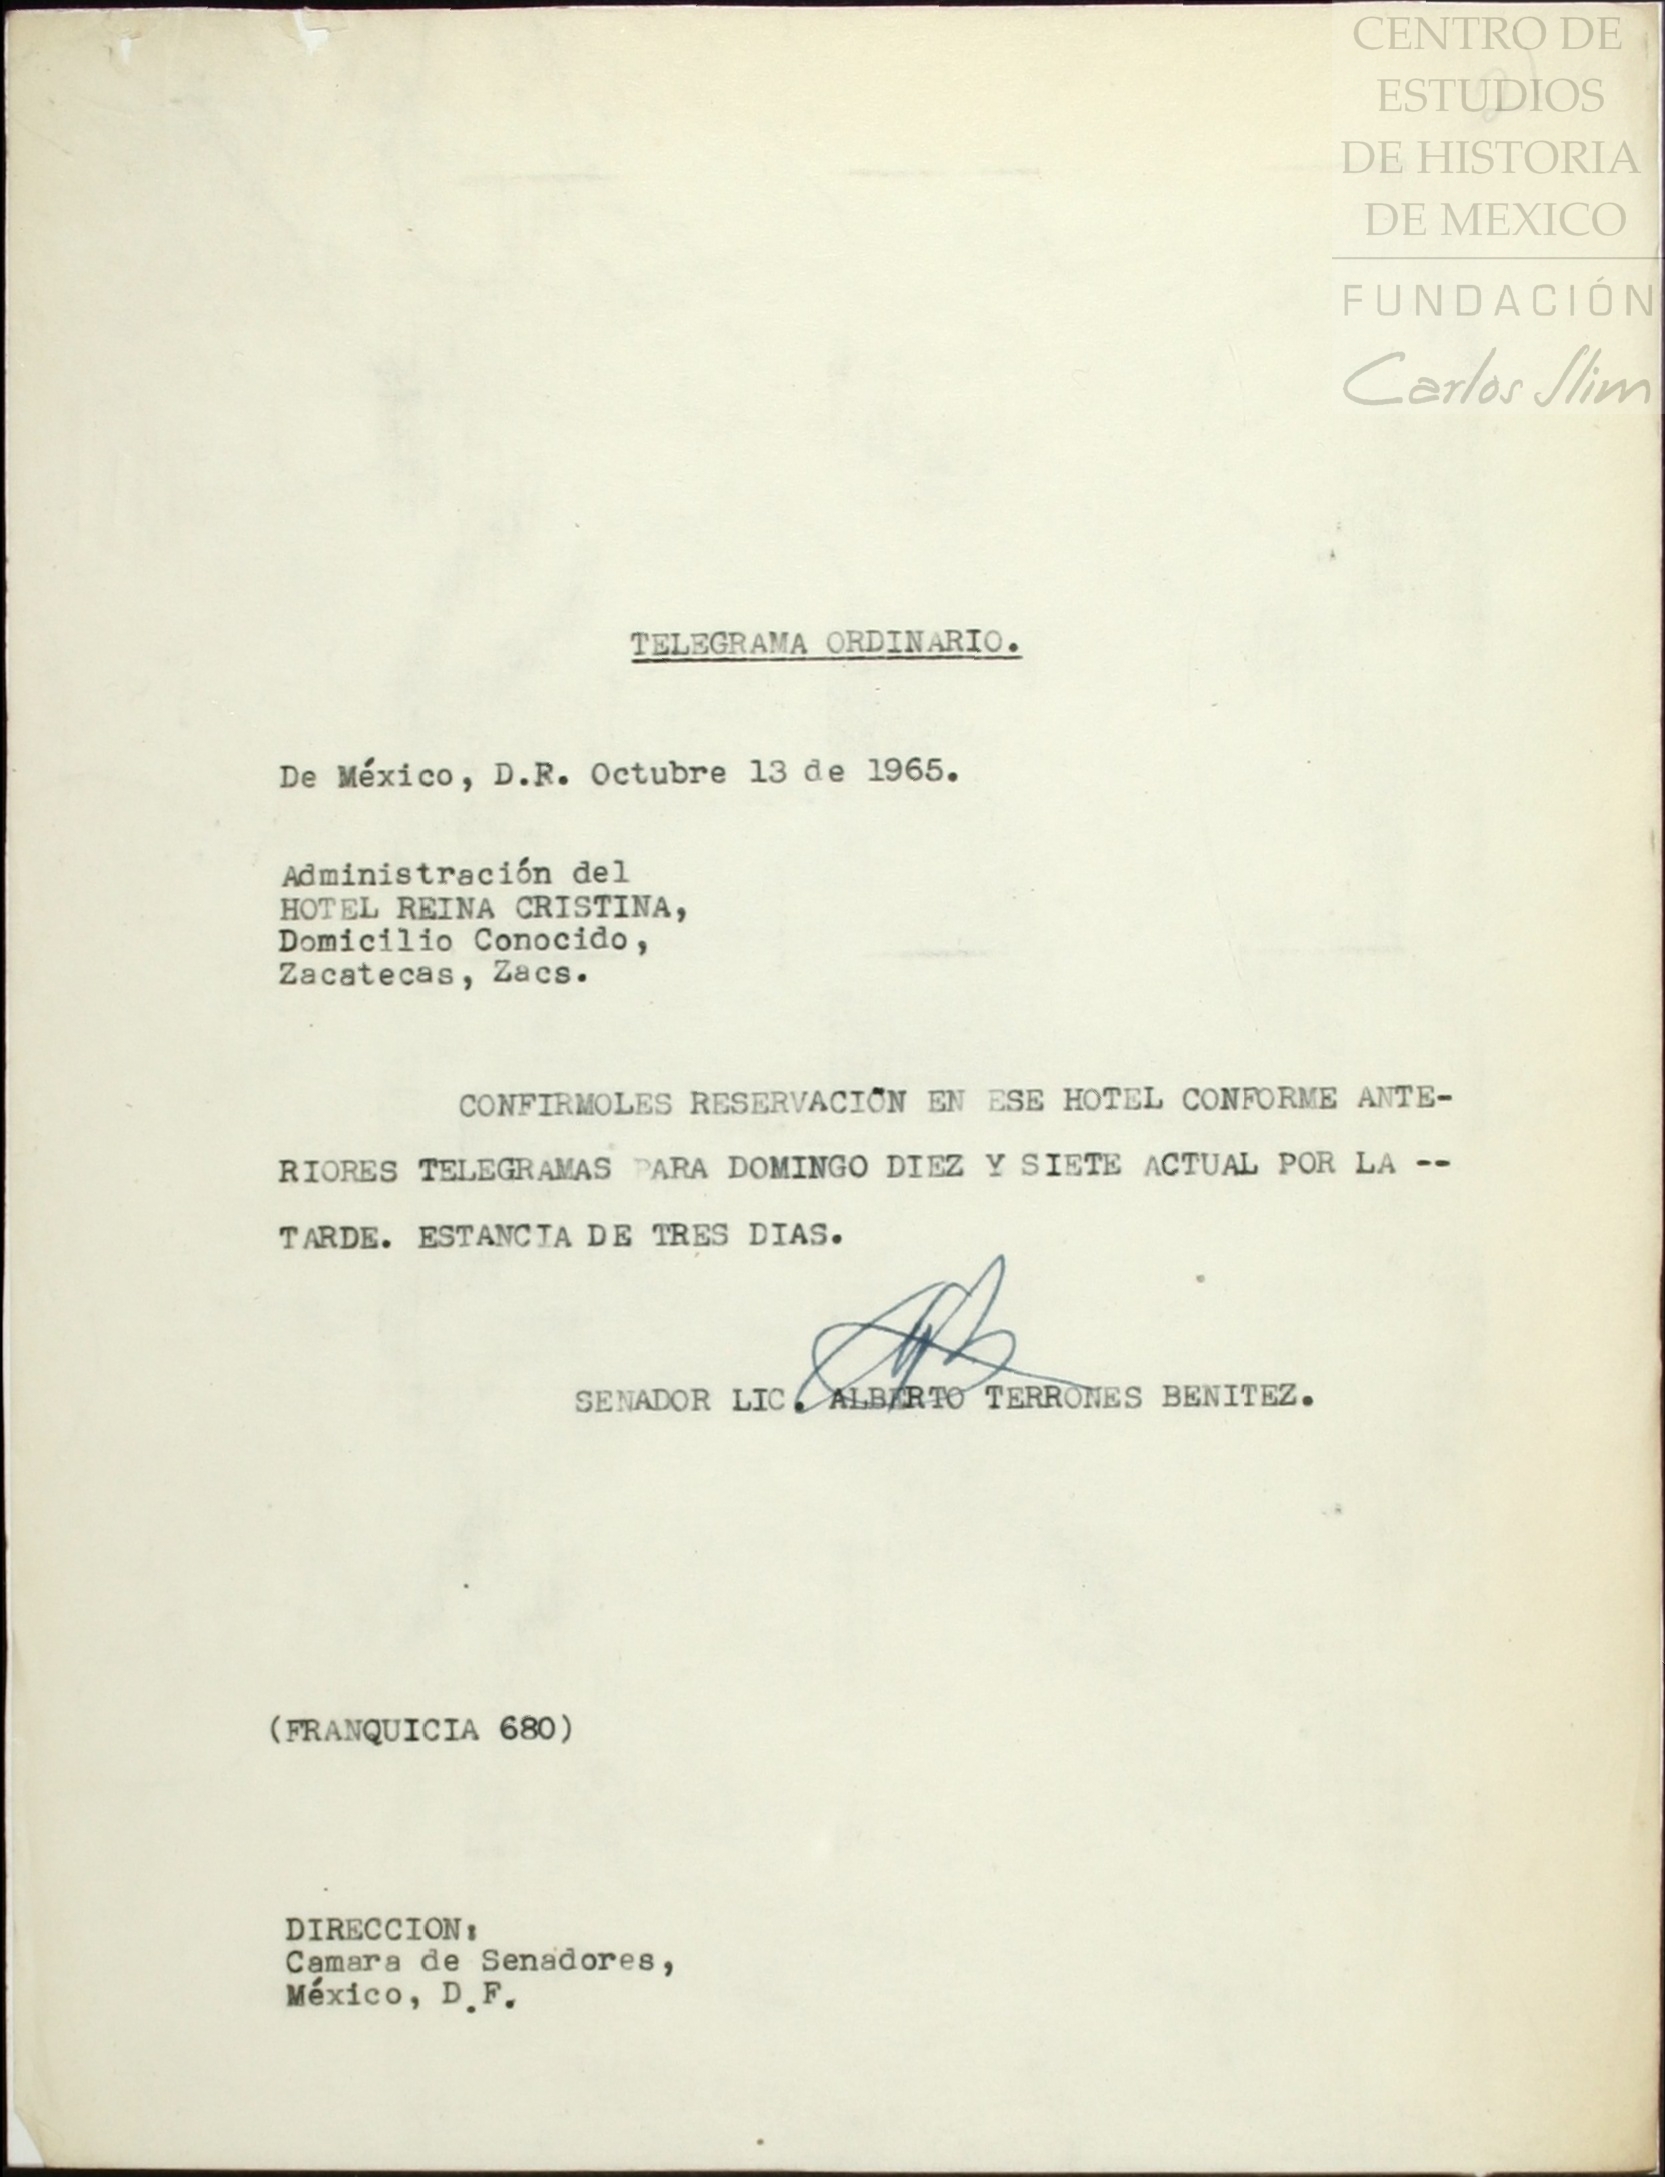 CENTRO DE
ESTUDIOS
DE HISTORIA
DE MEXICO
FUNDACIÓN
Carlos Slim
TELEGRAMA ORDINARIO.
De México, D.F. Octubre 13 de 1965.
Administración del
HOTEL REINA CRISTINA,
Domicilio Conocido,
Zacatecas, Zacs.
CONFIRMOLES RESERVACIÓN EN ESE HOTEL CONFORME ANTE-
RIORES TELEGRAMAS PARA DOMINGO DIEZ Y SIETE ACTUAL POR LA --
TARDE. ESTANCIA DE TRES DIAS.
SENADOR LIC. ALBERTO TERRONES BENITEZ.
(FRANQUICIA 680)
DIRECCION:
Camara de Senadores,
México, D.F.